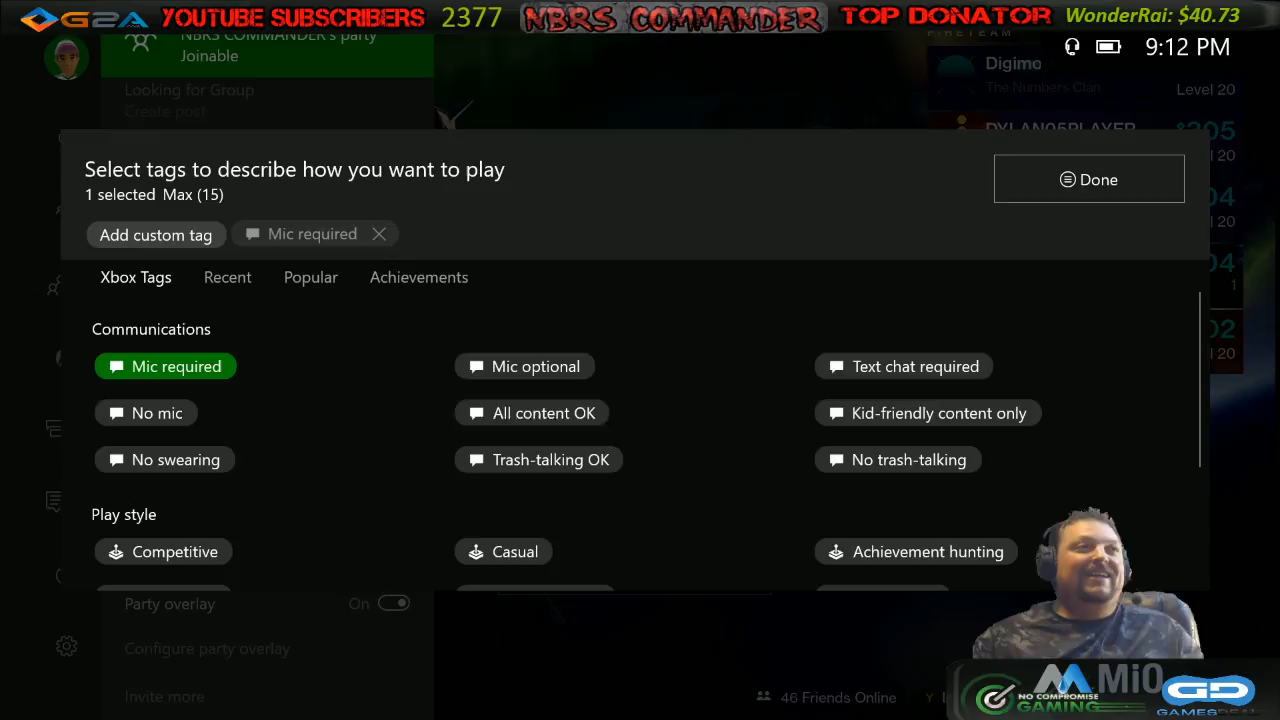 G2A YOUTUBE SUBSCRIBERS 2377 NBRS COMMANDER TOP DONATOR WonderRai: $40.73
NBRS COMMANDER's party
Joinable
9:12 PM
Looking for Group
Create post
Digimo
The Numbers Clan
Level 20
DYLAN05PLAYER
Select tags to describe how you want to play
1 selected Max (15)
Done
Add custom tag
Mic required
Xbox Tags
Recent
Popular
Achievements
Communications
Mic required
Mic optional
Text chat required
No mic
All content OK
Kid-friendly content only
No swearing
Trash-talking OK
No trash-talking
Play style
Competitive
Casual
Achievement hunting
Party overlay
On
Configure party overlay
Invite more
46 Friends Online
Y
NO COMPROMISE
GAMING
GAMES